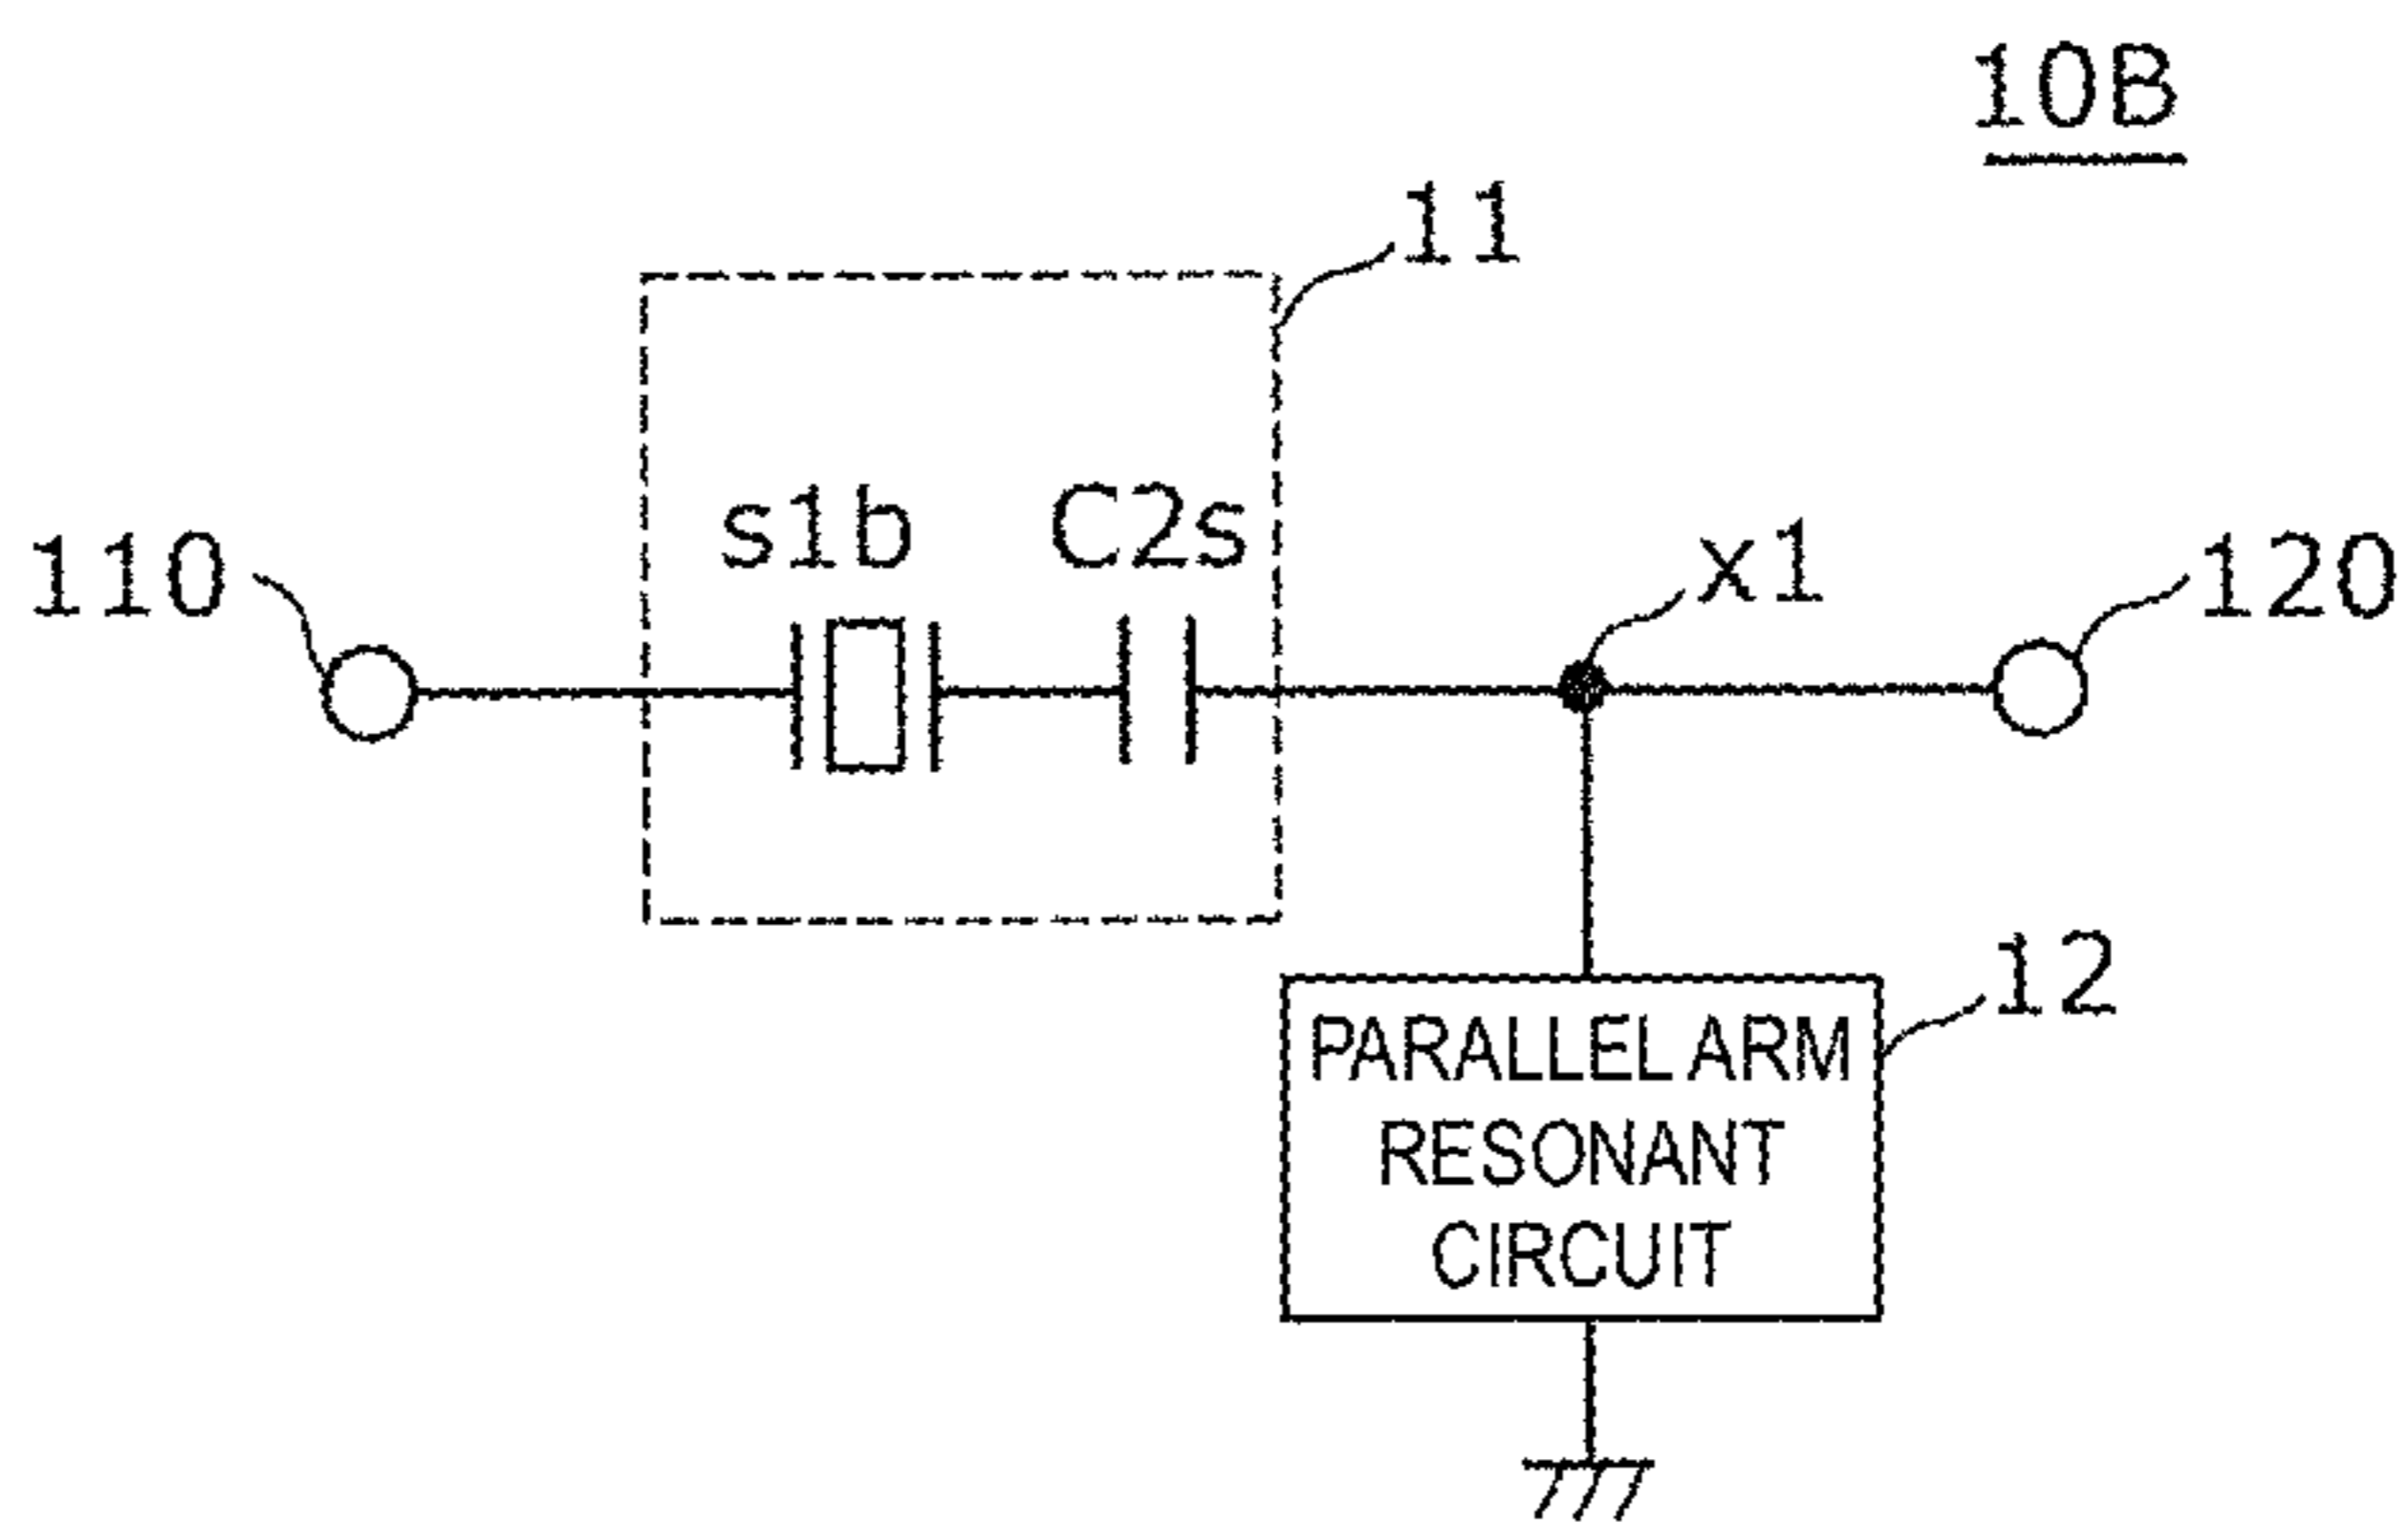 10B
11
s1b C2s
110
x1
120
12
PARALLEL ARM
RESONANT
CIRCUIT